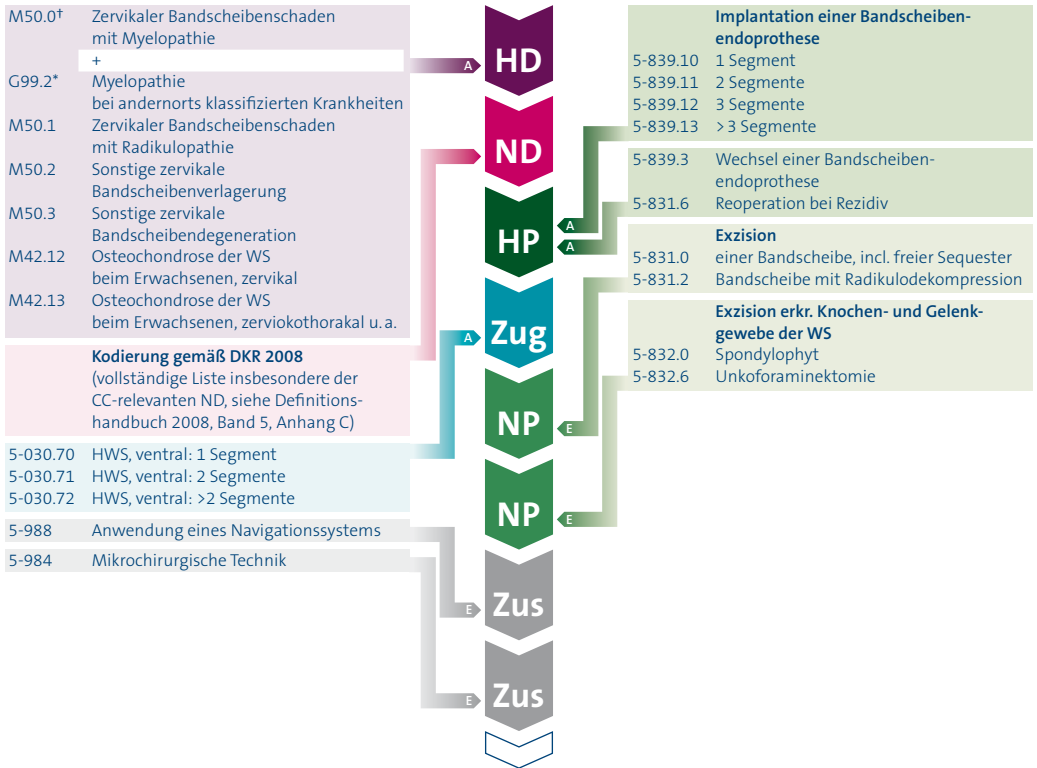 M50.0† Zervikaler Bandscheibenschaden
mit Myelopathie
+
G99.2* Myelopathie
bei andernorts klassifizierten Krankheiten
M50.1 Zervikaler Bandscheibenschaden
mit Radikulopathie
M50.2 Sonstige zervikale
Bandscheibenverlagerung
M50.3 Sonstige zervikale
Bandscheibendegeneration
M42.12 Osteochondrose der WS
beim Erwachsenen, zervikal
M42.13 Osteochondrose der WS
beim Erwachsenen, zerviokothorakal u. a.
Kodierung gemäß DKR 2008
(vollständige Liste insbesondere der
CC-relevanten ND, siehe Definitions-
handbuch 2008, Band 5, Anhang C)
5-030.70 HWS, ventral: 1 Segment
5-030.71 HWS, ventral: 2 Segmente
5-030.72 HWS, ventral: >2 Segmente
5-988 Anwendung eines Navigationssystems
5-984 Mikrochirurgische Technik
A
A
E
E
HD
ND
HP
Zug
NP
NP
Zus
Zus
A
A
E
E
Implantation einer Bandscheiben-
endoprothese
5-839.10 1 Segment
5-839.11 2 Segmente
5-839.12 3 Segmente
5-839.13 > 3 Segmente
5-839.3 Wechsel einer Bandscheiben-
endoprothese
5-831.6 Reoperation bei Rezidiv
Exzision
5-831.0 einer Bandscheibe, incl. freier Sequester
5-831.2 Bandscheibe mit Radikulodekompression
Exzision erkr. Knochen- und Gelenk-
gewebe der WS
5-832.0 Spondylophyt
5-832.6 Unkoforaminektomie